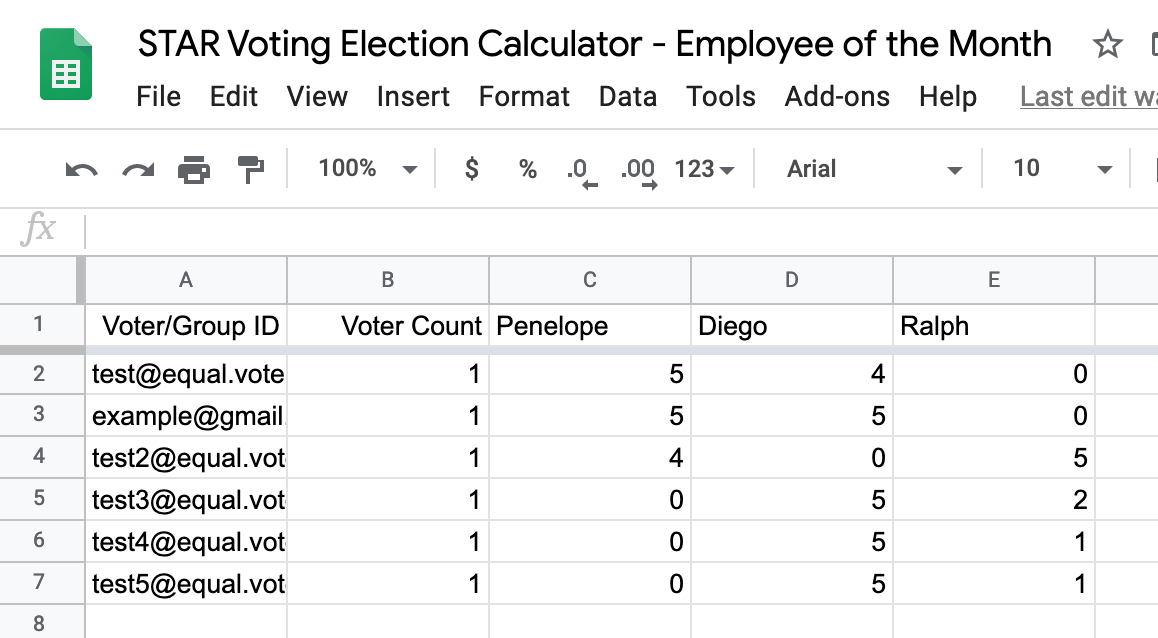 STAR Voting Election Calculator - Employee of the Month
File Edit View Insert Format Data Tools Add-ons Help Last edit
100% $ % .0 .00 123 Arial 10
fx
A B C D E
1 Voter/Group ID Voter Count Penelope Diego Ralph
2 test@equal.vote 1 5 4 0
3 example@gmail. 1 5 5 0
4 test2@equal.vot 1 4 0 5
5 test3@equal.vot 1 0 5 2
6 test4@equal.vot 1 0 5 1
7 test5@equal.vot 1 0 5 1
8